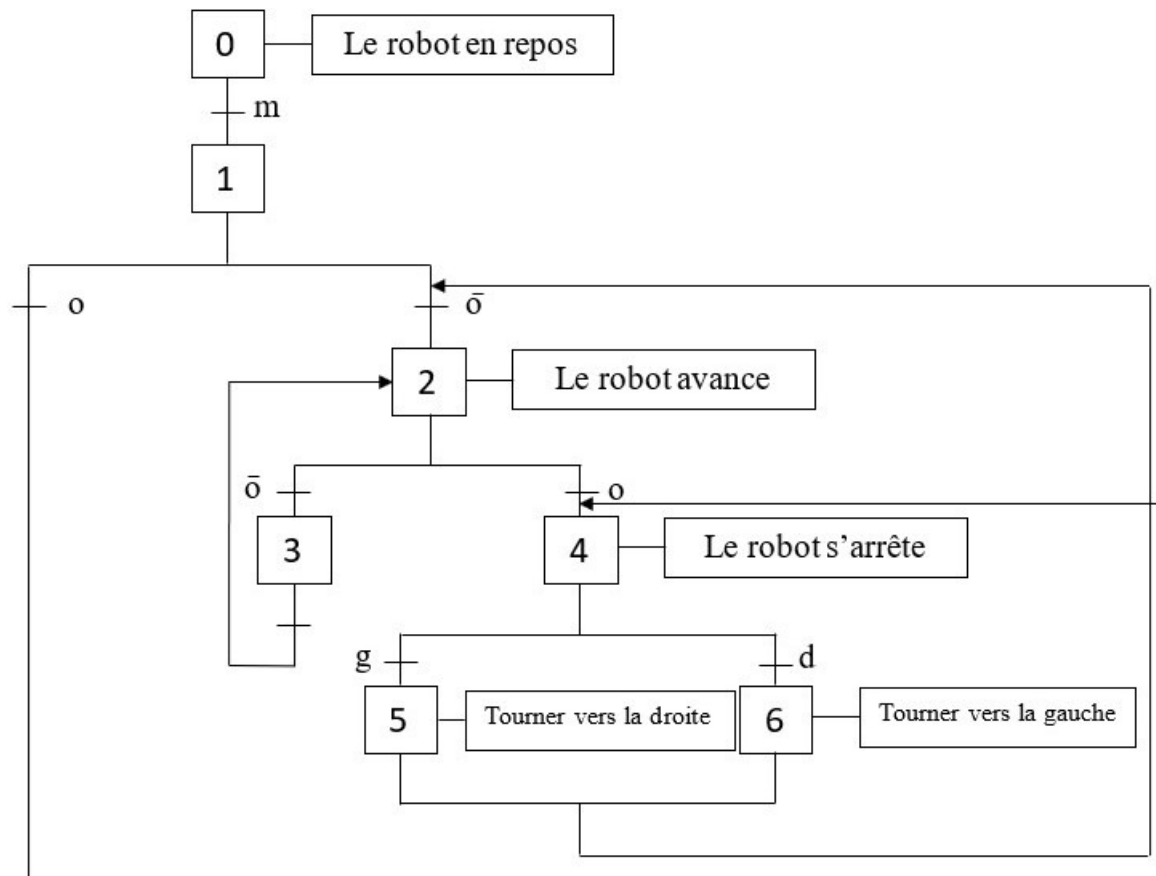 0
Le robot en repos
m
1
o
ō
2
Le robot avance
ō
o
3
4
Le robot s'arrête
g
d
5
Tourner vers la droite
6
Tourner vers la gauche